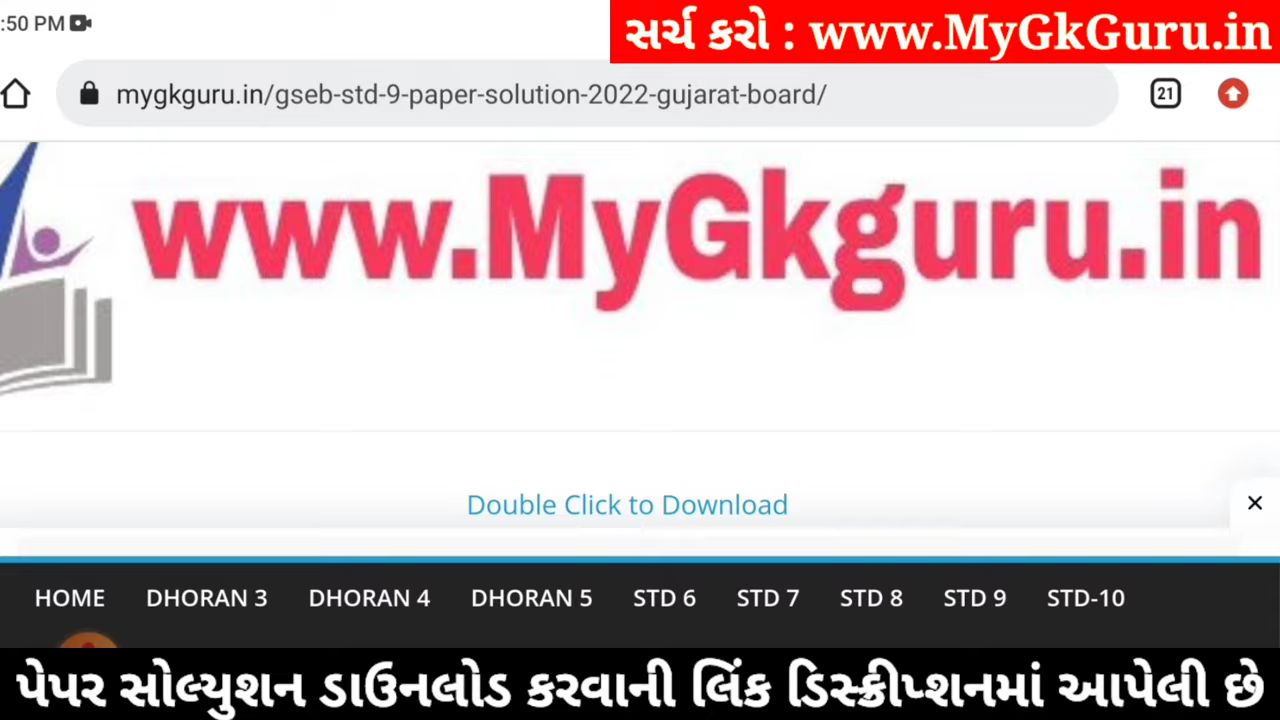 :50 PM
સર્ચ કરો : www.MyGkGuru.in
mygkguru.in/gseb-std-9-paper-solution-2022-gujarat-board/
21
www.MyGkguru.in
Double Click to Download
×
HOME DHORAN 3 DHORAN 4 DHORAN 5 STD 6 STD 7 STD 8 STD 9 STD-10
પેપર સોલ્યુશન ડાઉનલોડ કરવાની લિંક ડિસ્ક્રીપ્શનમાં આપેલી છે